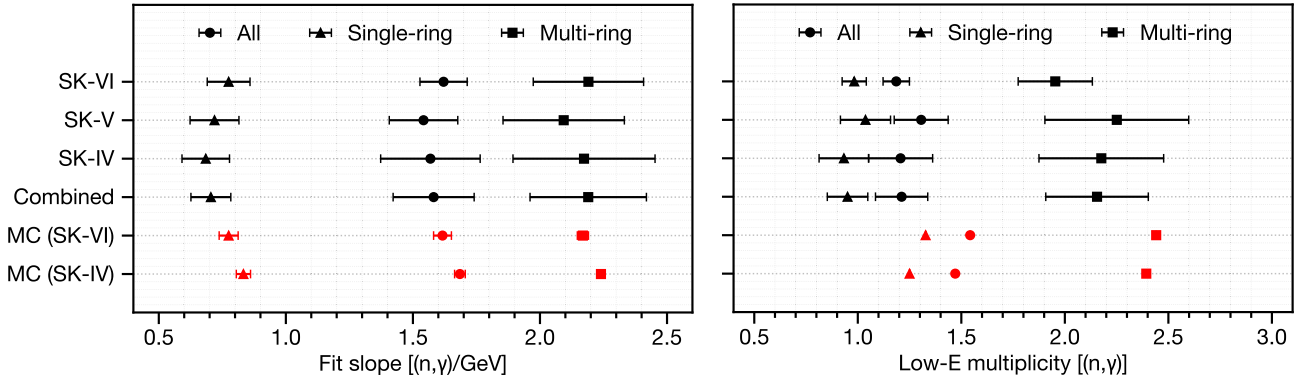 All Single-ring Multi-ring
All Single-ring Multi-ring
SK-VI
SK-V
SK-IV
Combined
MC (SK-VI)
MC (SK-IV)
0.5 1.0 1.5 2.0 2.5
0.5 1.0 1.5 2.0 2.5 3.0
Fit slope [(n,γ)/GeV]
Low-E multiplicity [(n,γ)]